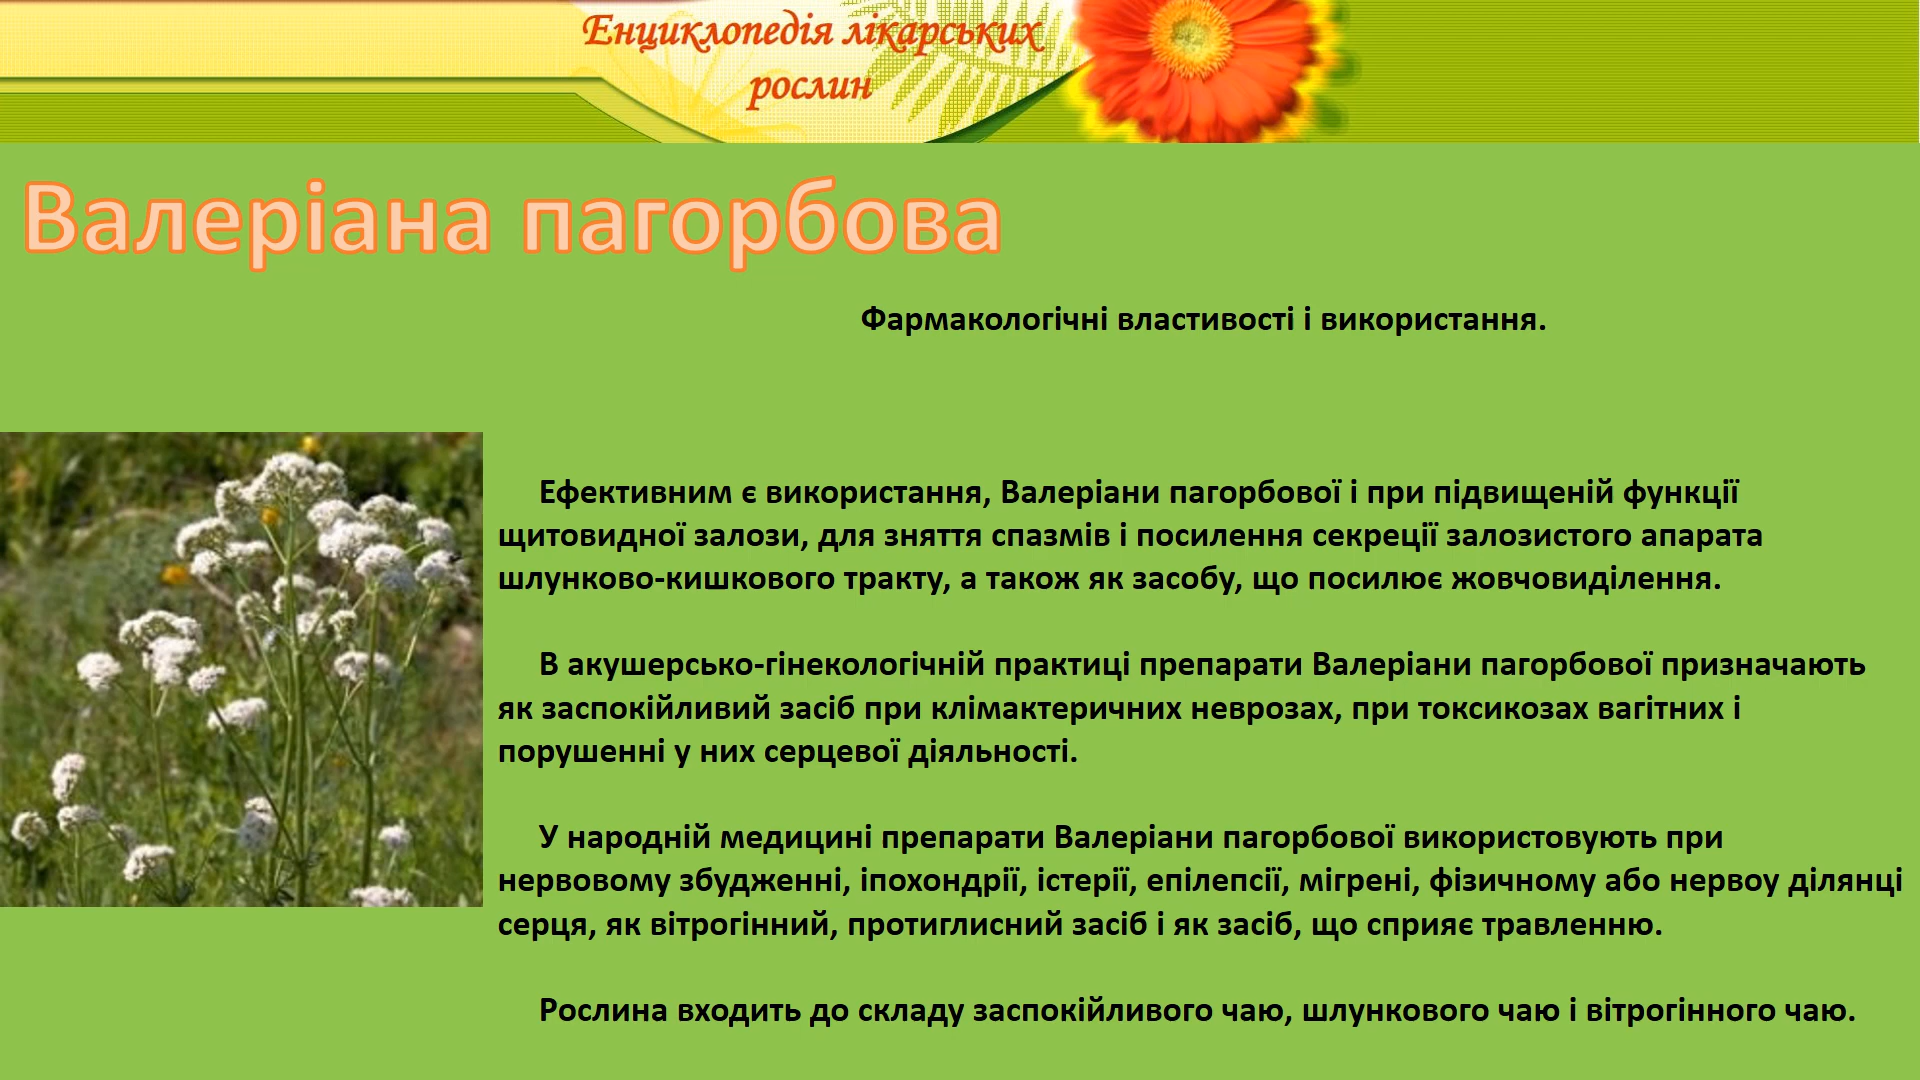 Енциклопедія лікарських
рослин
Валеріана пагорбова
Фармакологічні властивості і використання.
Ефективним є використання, Валеріани пагорбової і при підвищеній функції
щитовидної залози, для зняття спазмів і посилення секреції залозистого апарата
шлунково-кишкового тракту, а також як засобу, що посилює жовчовиділення.
В акушерсько-гінекологічній практиці препарати Валеріани пагорбової призначають
як заспокійливий засіб при клімактеричних неврозах, при токсикозах вагітних і
порушенні у них серцевої діяльності.
У народній медицині препарати Валеріани пагорбової використовують при
нервовому збудженні, іпохондрії, істерії, епілепсії, мігрені, фізичному або нервоу ділянці
серця, як вітрогінний, протиглисний засіб і як засіб, що сприяє травленню.
Рослина входить до складу заспокійливого чаю, шлункового чаю і вітрогінного чаю.